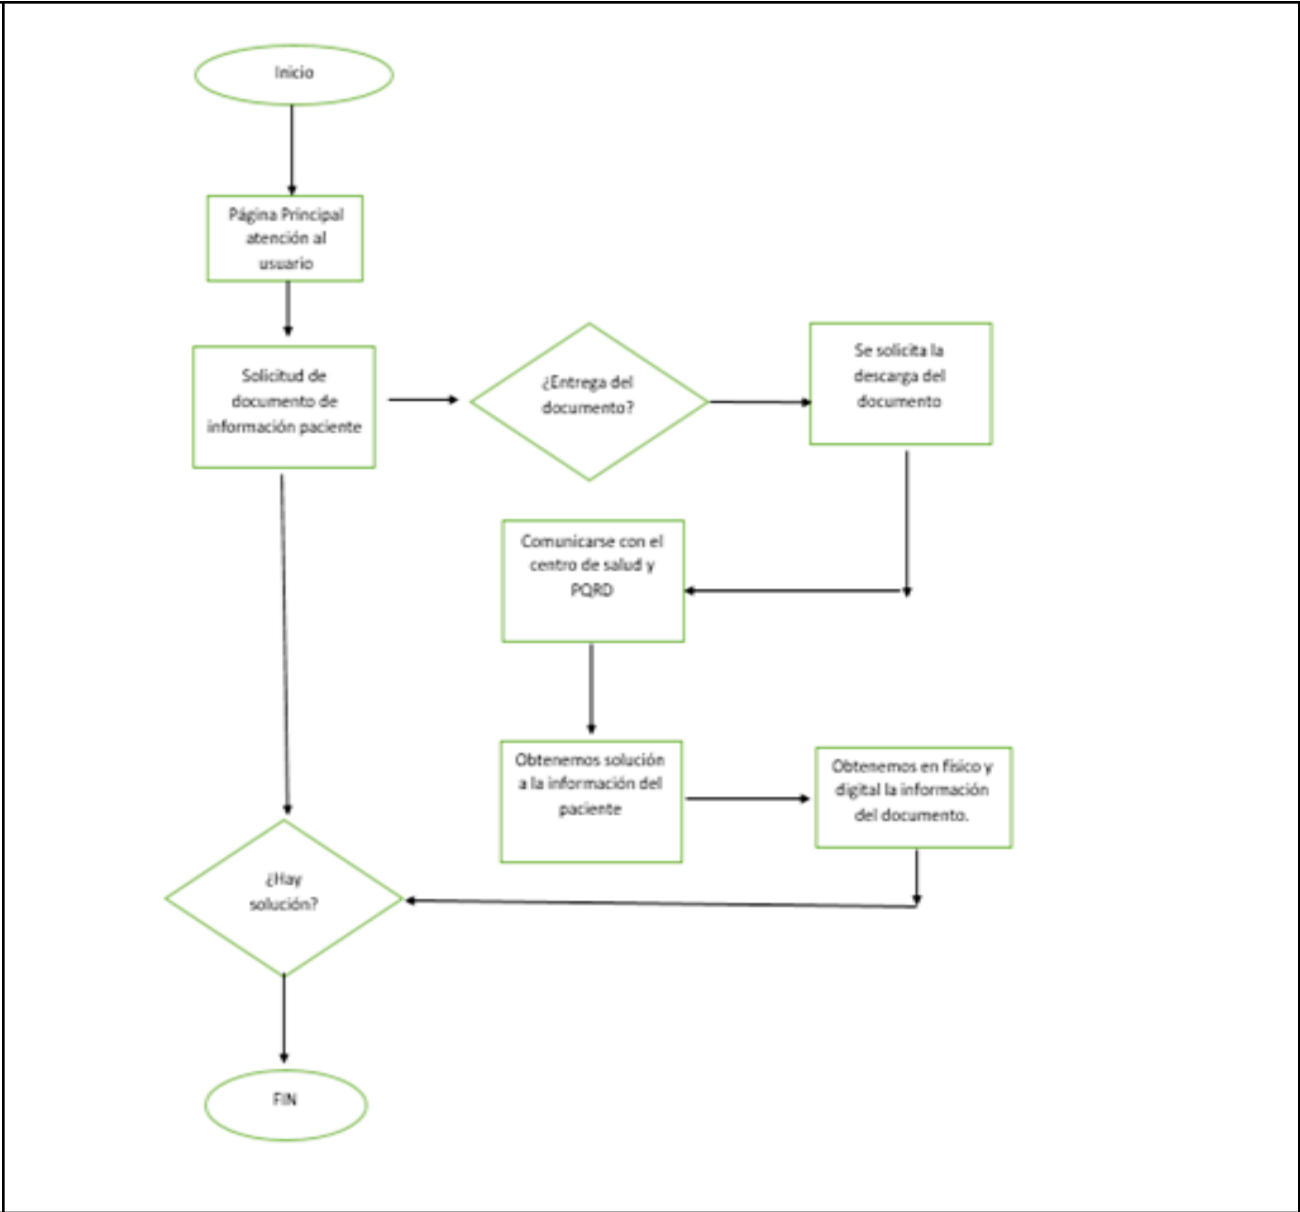 Inicio
Página Principal
atención al
usuario
Solicitud de
documento de
información paciente
¿Entrega del
documento?
Se solicita la
descarga del
documento
Comunicarse con el
centro de salud y
PQRD
Obtenemos solución
a la información del
paciente
Obtenemos en físico y
digital la información
del documento.
¿Hay
solución?
FIN